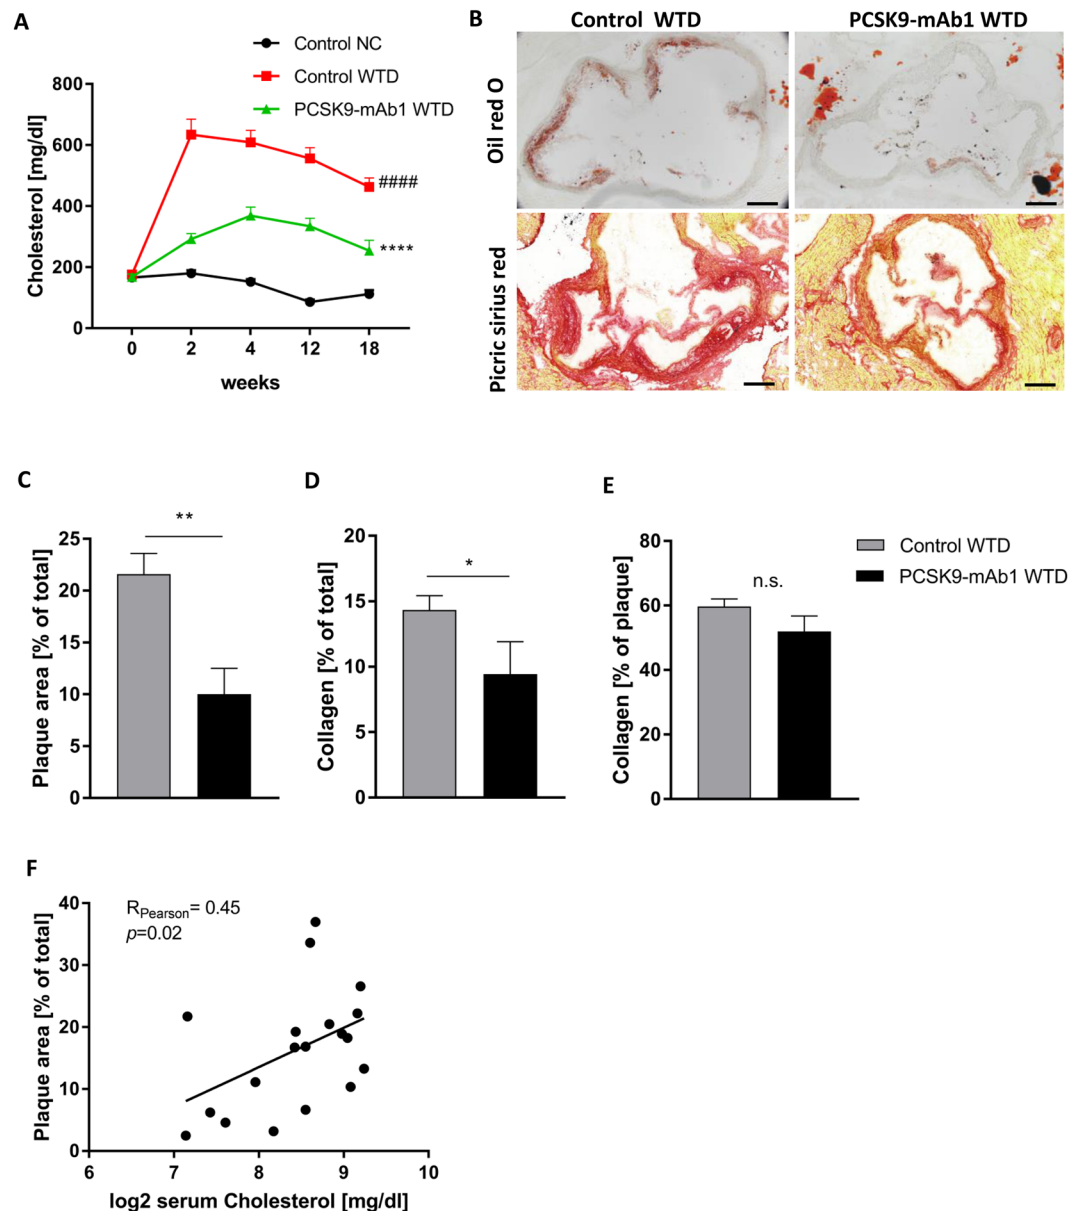 A
Control NC
Control WTD
PCSK9-mAb1 WTD
Cholesterol [mg/dl]
800
600
400
200
0
####
****
0 2 4 12 18
weeks
B
Control WTD PCSK9-mAb1 WTD
Oil red O
Picric sirius red
C
**
Plaque area [% of total]
25
20
15
10
5
0
D
*
Collagen [% of total]
20
15
10
5
0
E
n.s.
Collagen [% of plaque]
80
60
40
20
0
Control WTD
PCSK9-mAb1 WTD
F
RPearson= 0.45
p=0.02
Plaque area [% of total]
40
30
20
10
0
6 7 8 9 10
log2 serum Cholesterol [mg/dl]